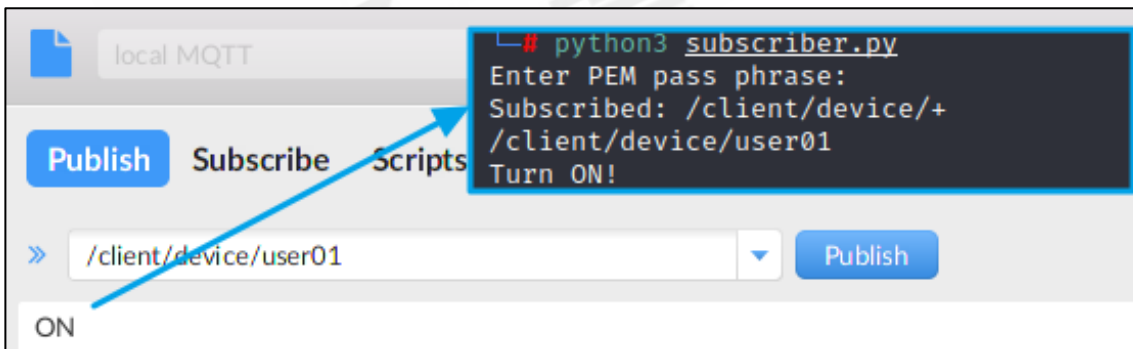 local MQTT
└─# python3 subscriber.py
Enter PEM pass phrase:
Subscribed: /client/device/+
/client/device/user01
Turn ON!
Publish Subscribe Scripts
» /client/device/user01 Publish
ON